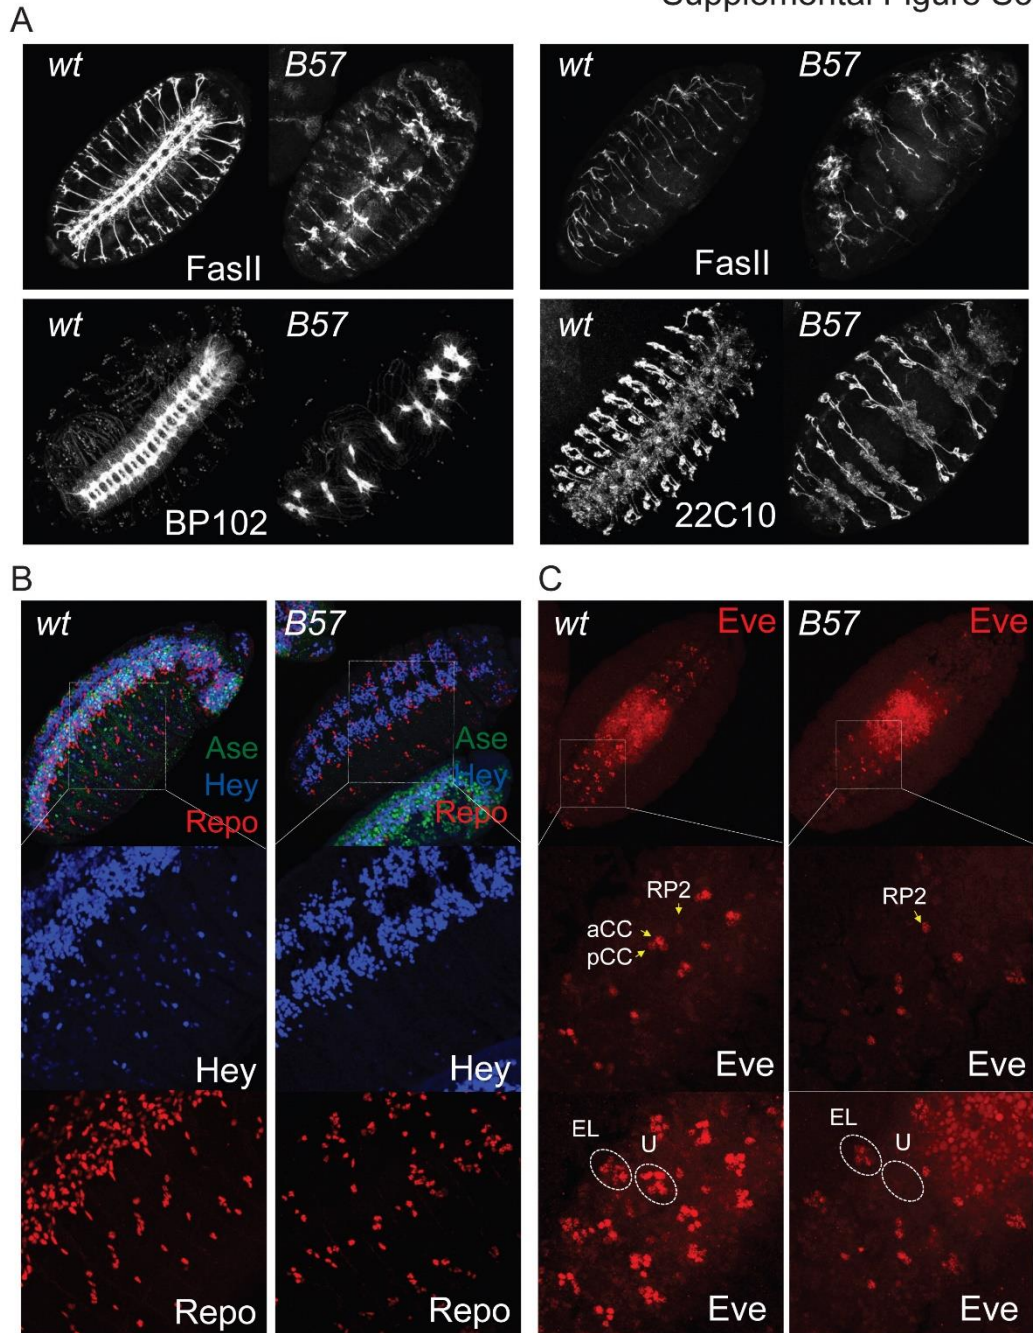 Supplemental Figure
A
wt B57 wt B57
FasII FasII
wt B57 wt B57
BP102 22C10
B C
wt B57 wt Eve B57 Eve
Ase Hey Repo Ase Hey Repo
RP2 RP2
aCC
pCC
Hey Hey Eve Eve
EL U EL U
Repo Repo Eve Eve